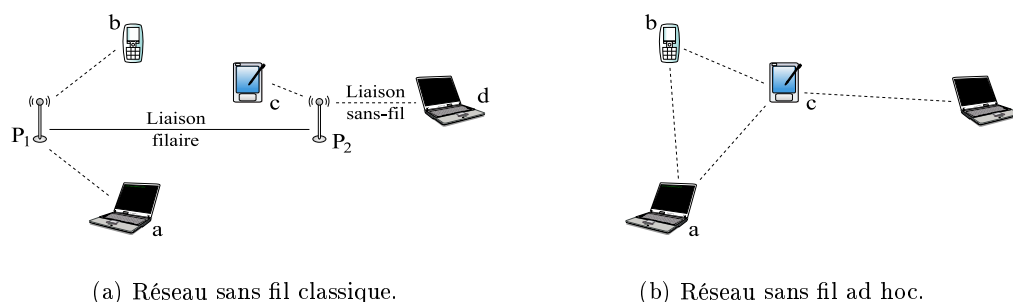 b
c
Liaison
sans-fil
d
P1
Liaison
filaire
P2
a
(a) Réseau sans fil classique.
b
c
a
(b) Réseau sans fil ad hoc.